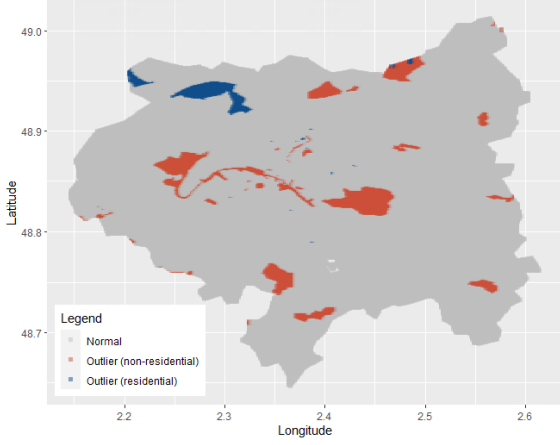 49.0
48.9
48.8
48.7
Latitude
Legend
Normal
Outlier (non-residential)
Outlier (residential)
2.2 2.3 2.4 2.5 2.6
Longitude